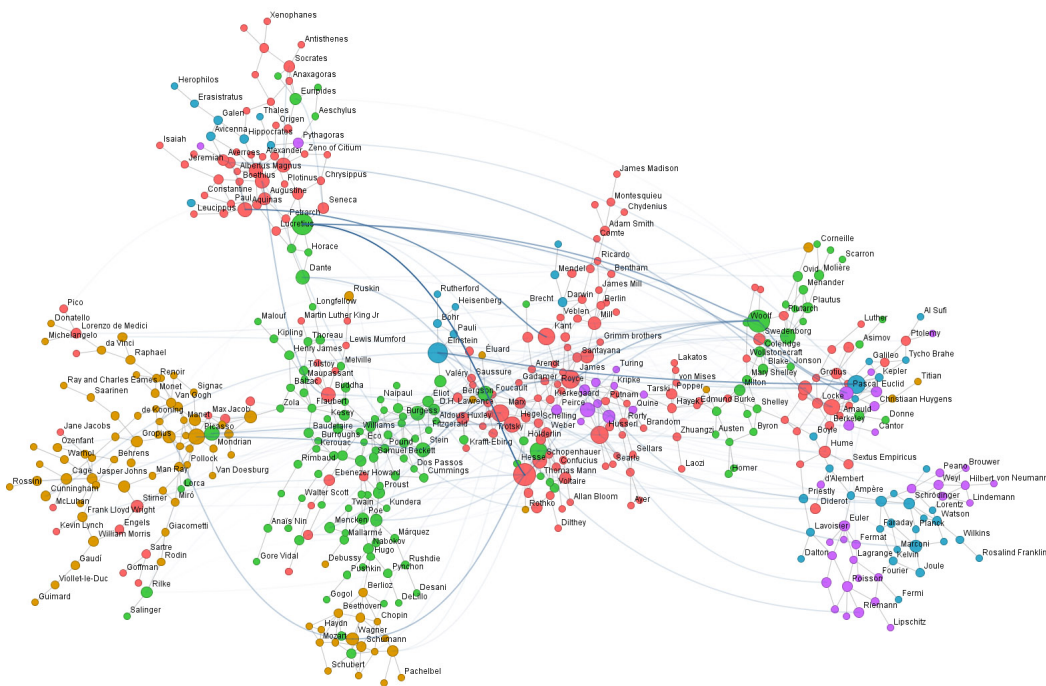 Xenophanes
Antisthenes
Socrates
Anaxagoras
Herophilos
Euripides
Erasistratus
Aeschylus
Thales
Galen
Origen
Avicenna
Hippocrates
Pythagoras
Isaiah
Averroes
Alexander
Zeno of Citium
Jeremiah
Albertus Magnus
Boethius
Plotinus
Chrysippus
Constantine
Augustine
Paul
Aquinas
Seneca
Leucippus
Petrarch
Lucretius
Horace
Dante
Longfellow
Ruskin
James Madison
Montesquieu
Chydenius
Adam Smith
Comte
Ricardo
Mendel
Bentham
James Mill
Darwin
Berlin
Brecht
Veblen
Mill
Kant
Grimm brothers
Rutherford
Heisenberg
Bohr
Pauli
Einstein
Éluard
Santayana
Corneille
Scarron
Ovid
Molière
Menander
Plautus
Plutarch
Woolf
Swedenborg
Coleridge
Wollstonecraft
Blake
Jonson
Mary Shelley
Milton
Luther
Asimov
Al Sufi
Ptolemy
Galileo
Tycho Brahe
Grotius
Kepler
Pascal
Euclid
Titian
Locke
Christiaan Huygens
Arnauld
Donne
Berkeley
Cantor
Boyle
Hume
Sextus Empiricus
Pico
Donatello
Lorenzo de Medici
Michelangelo
da Vinci
Raphael
Malouf
Martin Luther King Jr
Kipling
Thoreau
Lewis Mumford
Henry James
Tolstoy
Melville
Maupassant
Balzac
Buddha
Zola
Flaubert
Kesey
Ray and Charles Eames
Renoir
Monet
Signac
Saarinen
Van Gogh
de Kooning
Manet
Max Jacob
Jane Jacobs
Gropius
Picasso
Mondrian
Ozenfant
Behrens
Warhol
Pollock
Cage
Jasper Johns
Man Ray
Van Doesburg
Rossini
Cunningham
Lorca
Miró
McLuhan
Stirner
Frank Lloyd Wright
Kevin Lynch
Engels
William Morris
Giacometti
Sartre
Rodin
Gaudí
Goffman
Viollet-le-Duc
Rilke
Guimard
Salinger
Valéry
Saussure
Arendt
James
Turing
Gadamer
Royce
Kripke
Eliot
Bergson
Foucault
Kierkegaard
Putnam
Naipaul
D.H. Lawrence
Marx
Peirce
Quine
Burgess
Aldous Huxley
Hegel
Schelling
Rorty
Fitzgerald
Trotsky
Weber
Husserl
Brandom
Lakatos
von Mises
Popper
Tarski
Hayek
Edmund Burke
Shelley
Zhuangzi
Austen
Byron
Laozi
Homer
Baudelaire
Williams
Burroughs
Eco
Kerouac
Pound
Stein
Krafft-Ebing
Hölderlin
Samuel Beckett
Rimbaud
Hesse
Schopenhauer
Sellars
Searle
Confucius
Dos Passos
Cummings
Thomas Mann
Voltaire
Ebenezer Howard
Proust
Walter Scott
Kundera
Rothko
Allan Bloom
Ayer
Dilthey
Poe
Anaïs Nin
Mencken
Twain
Mallarmé
Márquez
Nabokov
Hugo
Gore Vidal
Debussy
Rushdie
Pushkin
Pynchon
Berlioz
Desani
Gogol
DeLillo
Beethoven
Chopin
Haydn
Wagner
Mozart
Schumann
Schubert
Pachelbel
d'Alembert
Peano
Brouwer
Weyl
Hilbert
von Neumann
Ampère
Priestly
Schrödinger
Lindemann
Diderot
Lorentz
Euler
Watson
Lavoisier
Faraday
Planck
Fermat
Wilkins
Marconi
Dalton
Lagrange
Kelvin
Rosalind Franklin
Fourier
Joule
Poisson
Fermi
Riemann
Lipschitz